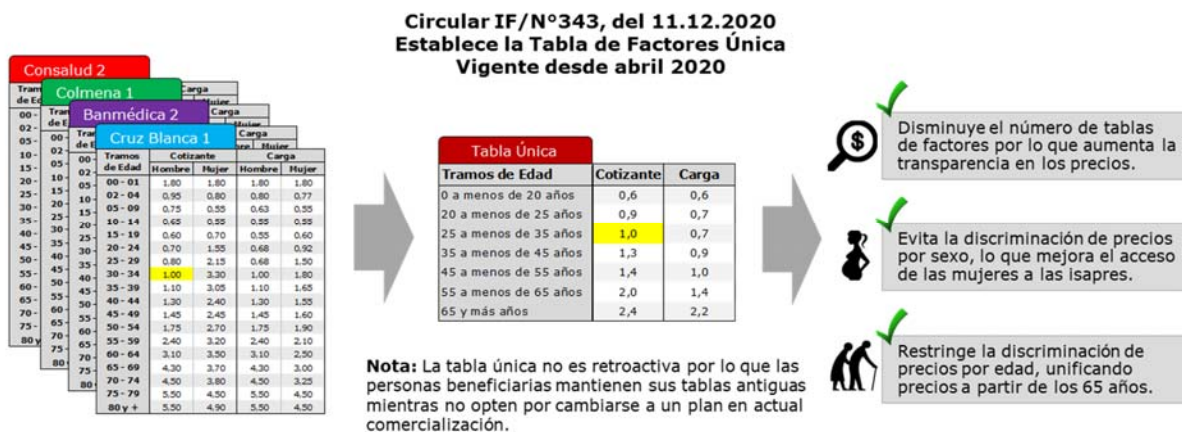 Circular IF/N°343, del 11.12.2020
Establece la Tabla de Factores Única
Vigente desde abril 2020
Consalud 2
Colmena 1
Banmédica 2
Cruz Blanca 1
Tramos Cotizante Carga
de Edad Hombre Mujer Hombre Mujer
00 - 01 1,80 1,80 1,80 1,80
02 - 04 0,95 0,80 0,80 0,77
05 - 09 0,75 0,55 0,63 0,55
10 - 14 0,65 0,55 0,55 0,55
15 - 19 0,60 0,70 0,55 0,60
20 - 24 0,70 1,55 0,68 0,92
25 - 29 0,80 2,15 0,68 1,50
30 - 34 1,00 3,30 1,00 1,80
35 - 39 1,10 3,05 1,10 1,65
40 - 44 1,30 2,40 1,30 1,55
45 - 49 1,45 2,45 1,45 1,60
50 - 54 1,75 2,70 1,75 1,90
55 - 59 2,40 3,20 2,40 2,10
60 - 64 3,10 3,50 3,10 2,50
65 - 69 4,30 3,70 4,30 3,00
70 - 74 4,50 3,80 4,50 3,25
75 - 79 5,50 4,50 5,50 4,50
80 y + 5,50 4,90 5,50 4,50
Tabla Única
Tramos de Edad Cotizante Carga
0 a menos de 20 años 0,6 0,6
20 a menos de 25 años 0,9 0,7
25 a menos de 35 años 1,0 0,7
35 a menos de 45 años 1,3 0,9
45 a menos de 55 años 1,4 1,0
55 a menos de 65 años 2,0 1,4
65 y más años 2,4 2,2
Nota: La tabla única no es retroactiva por lo que las
personas beneficiarias mantienen sus tablas antiguas
mientras no opten por cambiarse a un plan en actual
comercialización.
Disminuye el número de tablas
de factores por lo que aumenta la
transparencia en los precios.
Evita la discriminación de precios
por sexo, lo que mejora el acceso
de las mujeres a las isapres.
Restringe la discriminación de
precios por edad, unificando
precios a partir de los 65 años.